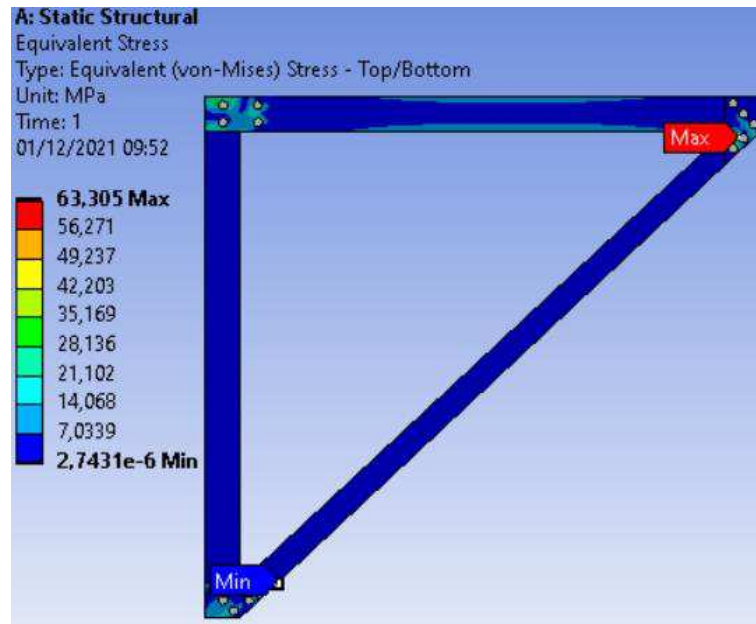 A: Static Structural
Equivalent Stress
Type: Equivalent (von-Mises) Stress - Top/Bottom
Unit: MPa
Time: 1
01/12/2021 09:52
63,305 Max
56,271
49,237
42,203
35,169
28,136
21,102
14,068
7,0339
2,7431e-6 Min
Max
Min